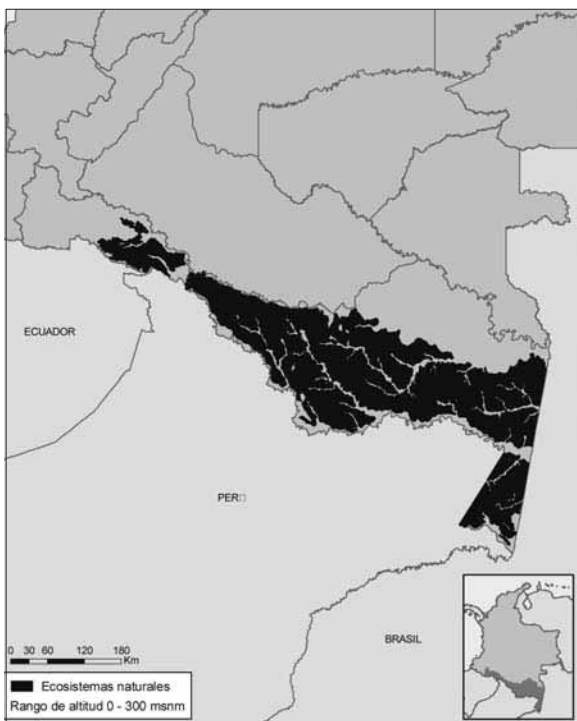 ECUADOR
PER□
BRASIL
0 30 60 120 180
Km
Ecosistemas naturales
Rango de altitud 0 - 300 msnm